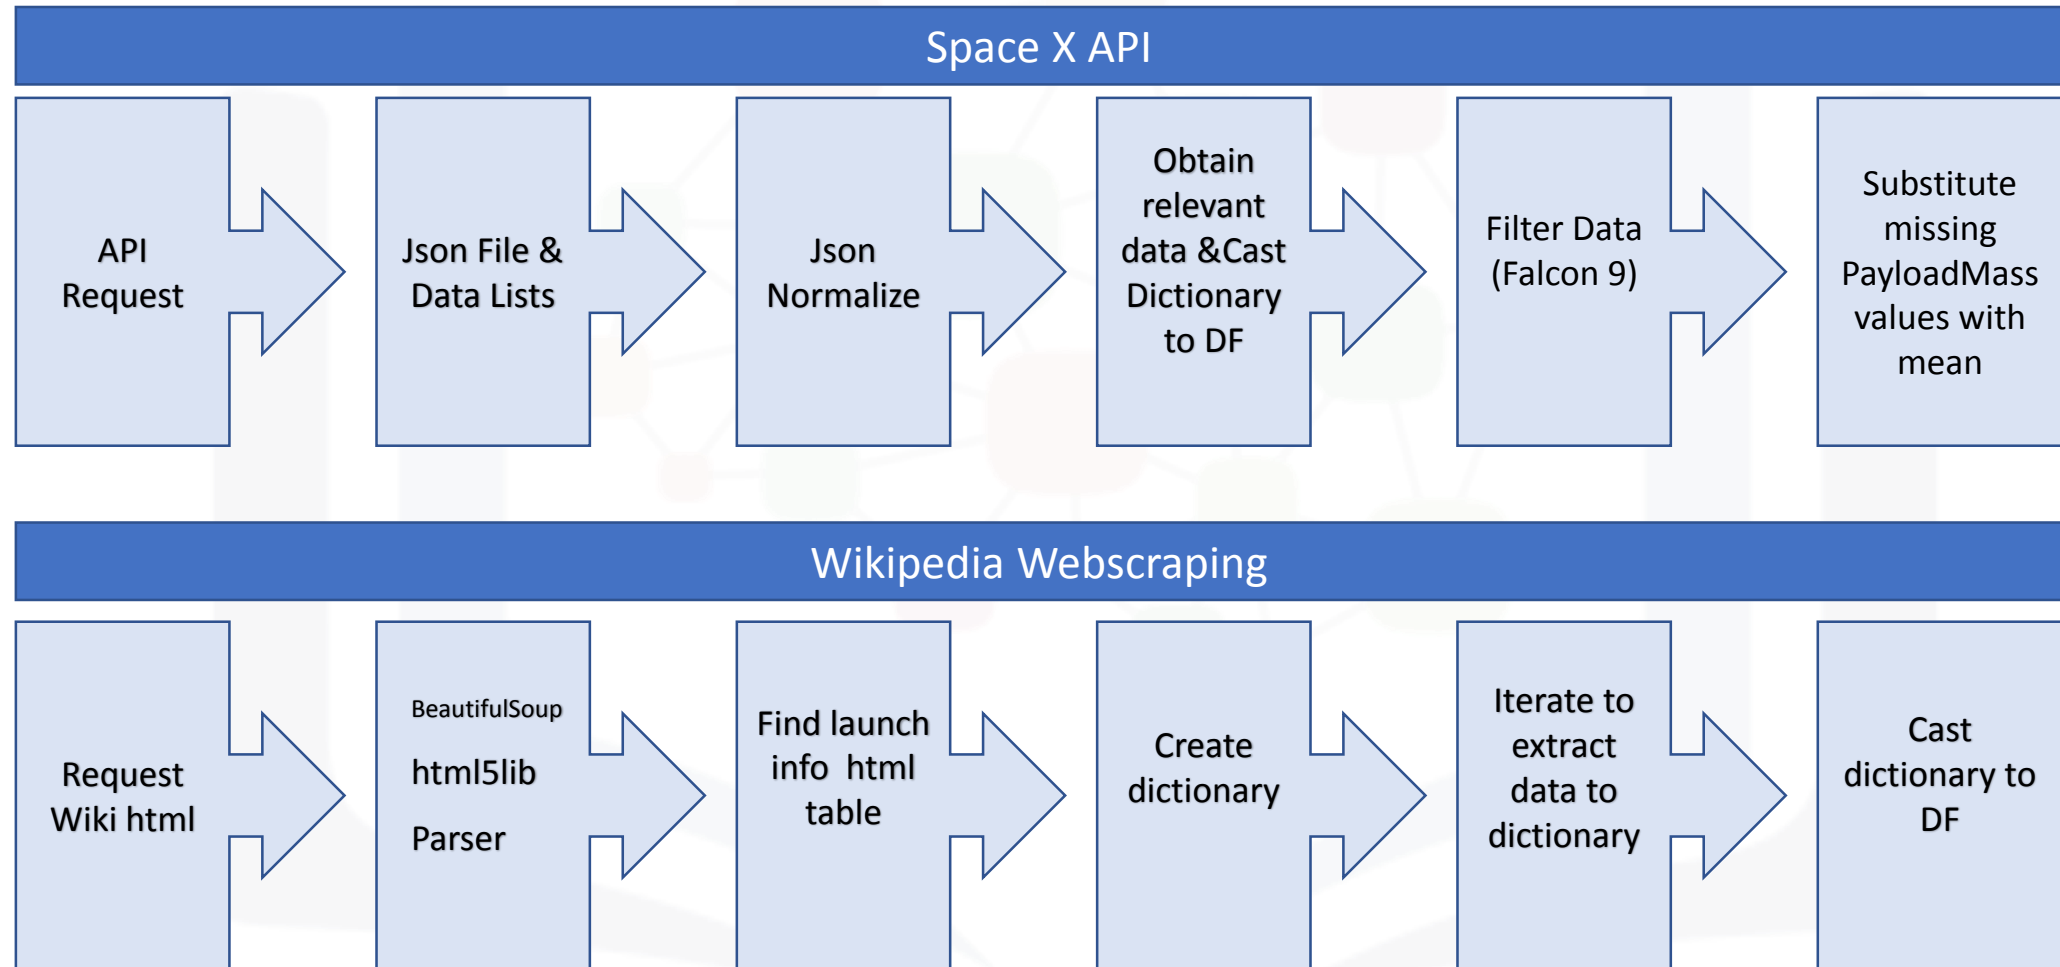 Space X API
API
Request
Json File &
Data Lists
Json
Normalize
Obtain
relevant
data &Cast
Dictionary
to DF
Filter Data
(Falcon 9)
Substitute
missing
PayloadMass
values with
mean
Wikipedia Webscraping
Request
Wiki html
BeautifulSoup
html5lib
Parser
Find launch
info  html
table
Create
dictionary
Iterate to
extract
data to
dictionary
Cast
dictionary to
DF